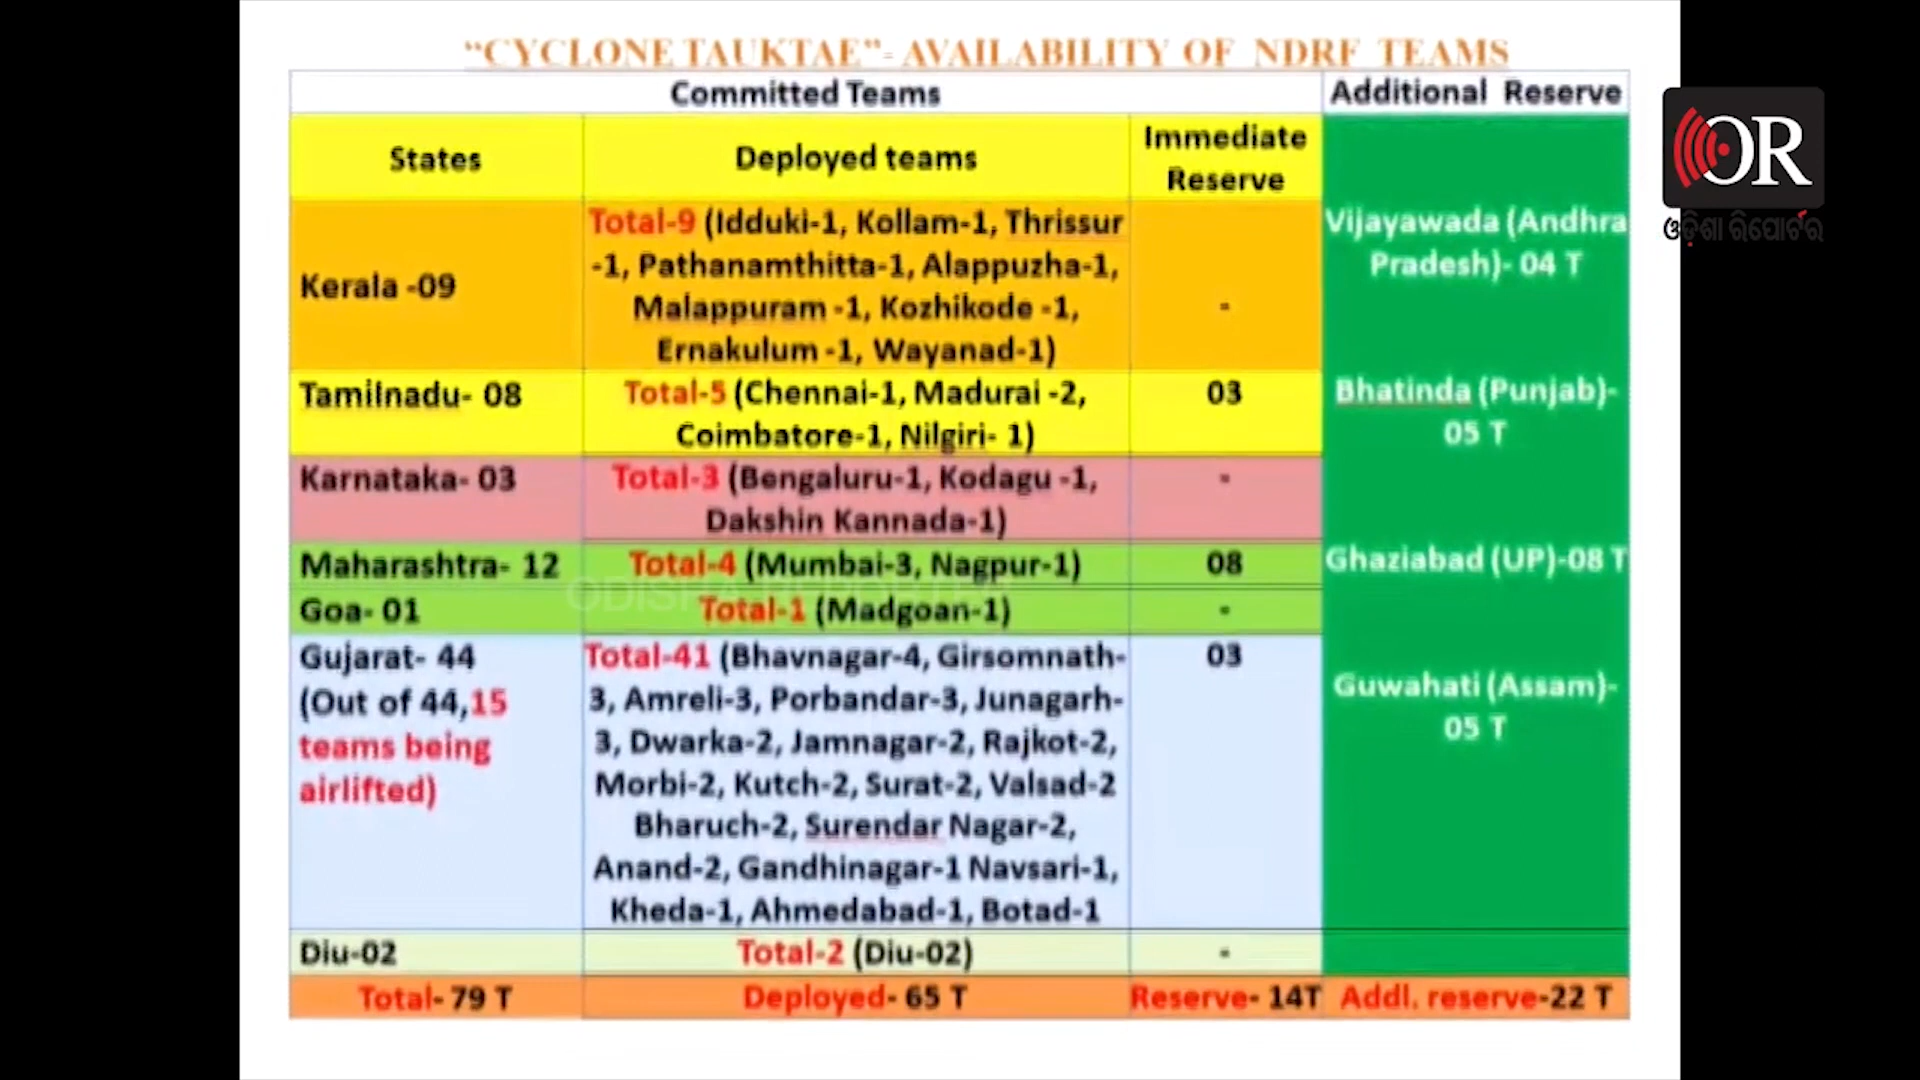 “CYCLONE TAUKTAE”- AVAILABILITY OF NDRF TEAMS
Committed Teams
Additional Reserve
States
Deployed teams
Immediate
Reserve
Kerala -09
Total-9 (Idduki-1, Kollam-1, Thrissur
-1, Pathanamthitta-1, Alappuzha-1,
Malappuram -1, Kozhikode -1,
Ernakulum -1, Wayanad-1)
-
Tamilnadu- 08
Total-5 (Chennai-1, Madurai -2,
Coimbatore-1, Nilgiri- 1)
03
Karnataka- 03
Total-3 (Bengaluru-1, Kodagu -1,
Dakshin Kannada-1)
-
Maharashtra- 12
Total-4 (Mumbai-3, Nagpur-1)
08
Goa- 01
Total-1 (Madgoan-1)
-
Gujarat- 44
(Out of 44,15
teams being
airlifted)
Total-41 (Bhavnagar-4, Girsomnath-
3, Amreli-3, Porbandar-3, Junagarh-
3, Dwarka-2, Jamnagar-2, Rajkot-2,
Morbi-2, Kutch-2, Surat-2, Valsad-2
Bharuch-2, Surendar Nagar-2,
Anand-2, Gandhinagar-1 Navsari-1,
Kheda-1, Ahmedabad-1, Botad-1
03
Diu-02
Total-2 (Diu-02)
-
Vijayawada (Andhra
Pradesh)- 04 T
Bhatinda (Punjab)-
05 T
Ghaziabad (UP)-08 T
Guwahati (Assam)-
05 T
Total- 79 T
Deployed- 65 T
Reserve- 14T
Addl. reserve-22 T
OR
ଓଡ଼ିଶା ରିପୋର୍ଟର